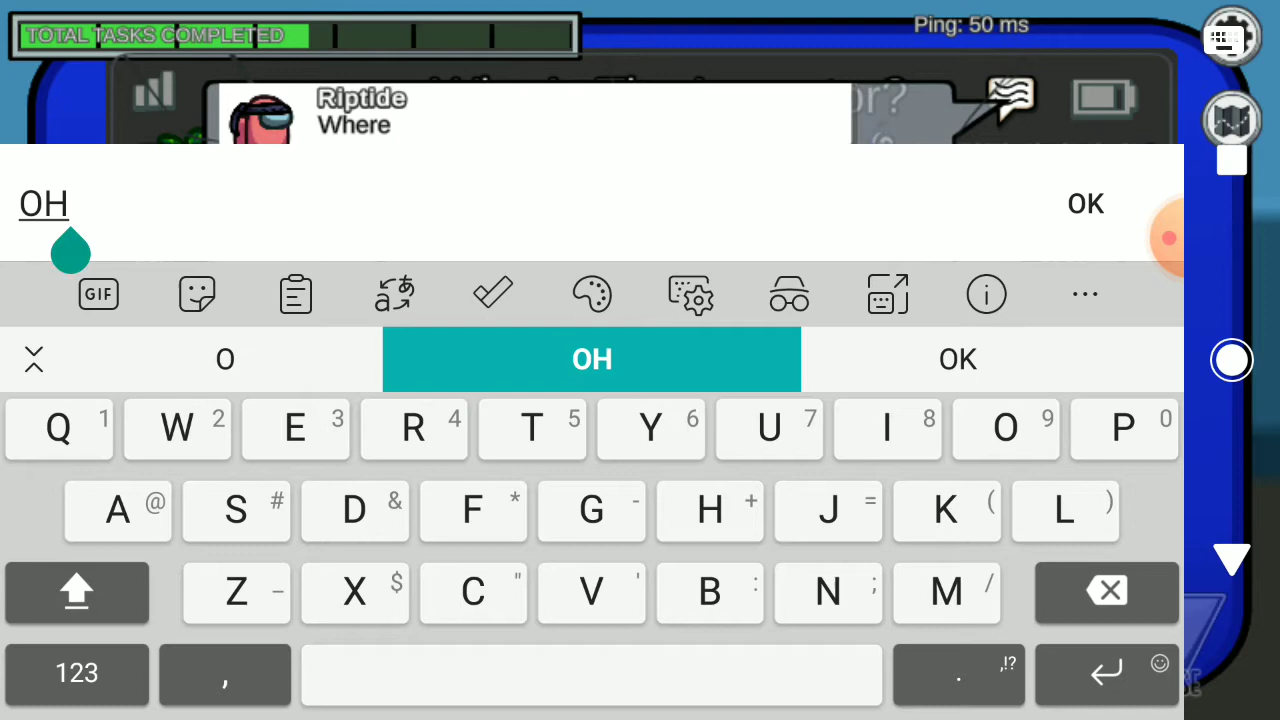 TOTAL TASKS COMPLETED
Ping: 50 ms
Riptide
Where
OH
OK
GIF
O
OH
OK
Q 1 W 2 E 3 R 4 T 5 Y 6 U 7 I 8 O 9 P 0
A @ S # D & F * G - H + J = K ( L )
Z _ X $ C " V ' B : N ; M /
123 , . ,!?